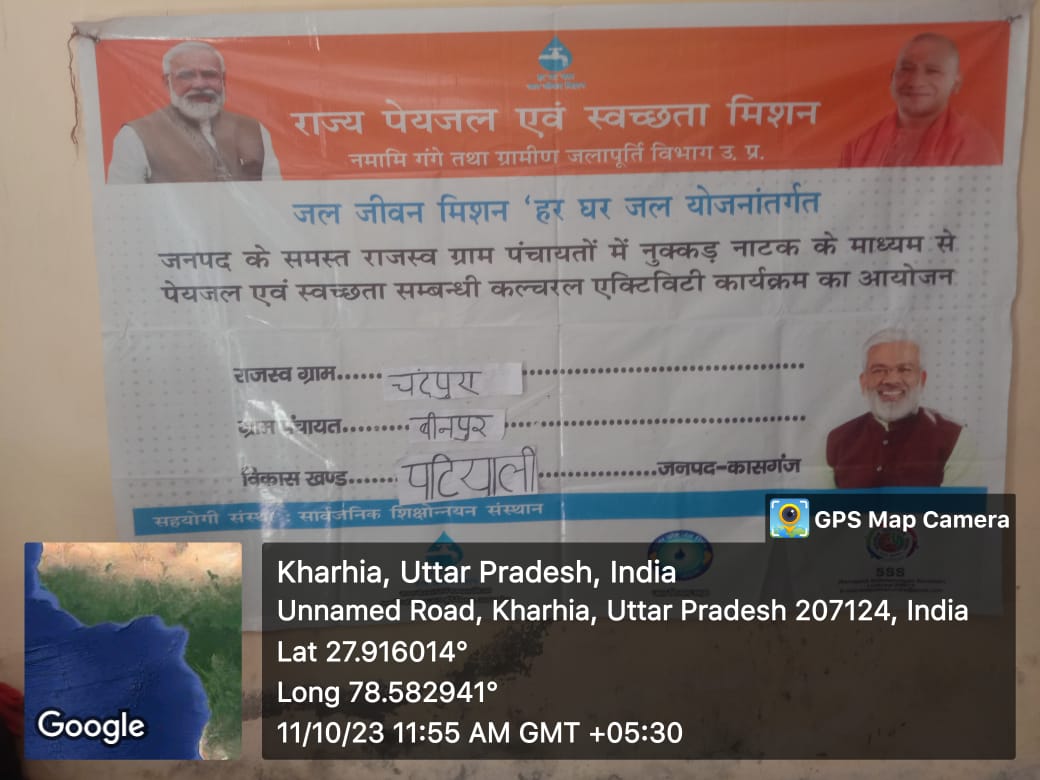 राज्य पेयजल एवं स्वच्छता मिशन
नमामि गंगे तथा ग्रामीण जलापूर्ति विभाग उ. प्र.
जल जीवन मिशन ‘हर घर जल योजनांतर्गत
जनपद के समस्त राजस्व ग्राम पंचायतों में नुक्कड़ नाटक के माध्यम से
पेयजल एवं स्वच्छता सम्बन्धी कल्चरल एक्टिविटी कार्यक्रम का आयोजन
राजस्व ग्राम...... चंदपुरा ......
ग्राम पंचायत......... बीनपुर ......
विकास खण्ड....... पटियाली ......जनपद-कासगंज
सहयोगी संस्था : सार्वजनिक शिक्षोन्नयन संस्थान
GPS Map Camera
SSS
Kharhia, Uttar Pradesh, India
Unnamed Road, Kharhia, Uttar Pradesh 207124, India
Lat 27.916014°
Long 78.582941°
11/10/23 11:55 AM GMT +05:30
Google